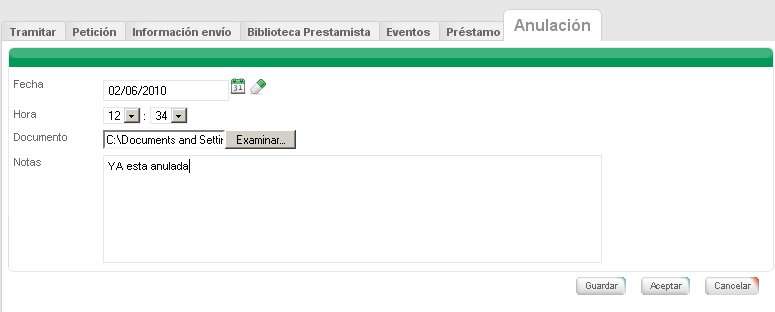 Tramitar Petición Información envío Biblioteca Prestamista Eventos Préstamo Anulación
Fecha 02/06/2010 31
Hora 12 : 34
Documento C:\Documents and Settin Examinar...
Notas YA esta anulada
Guardar Aceptar Cancelar